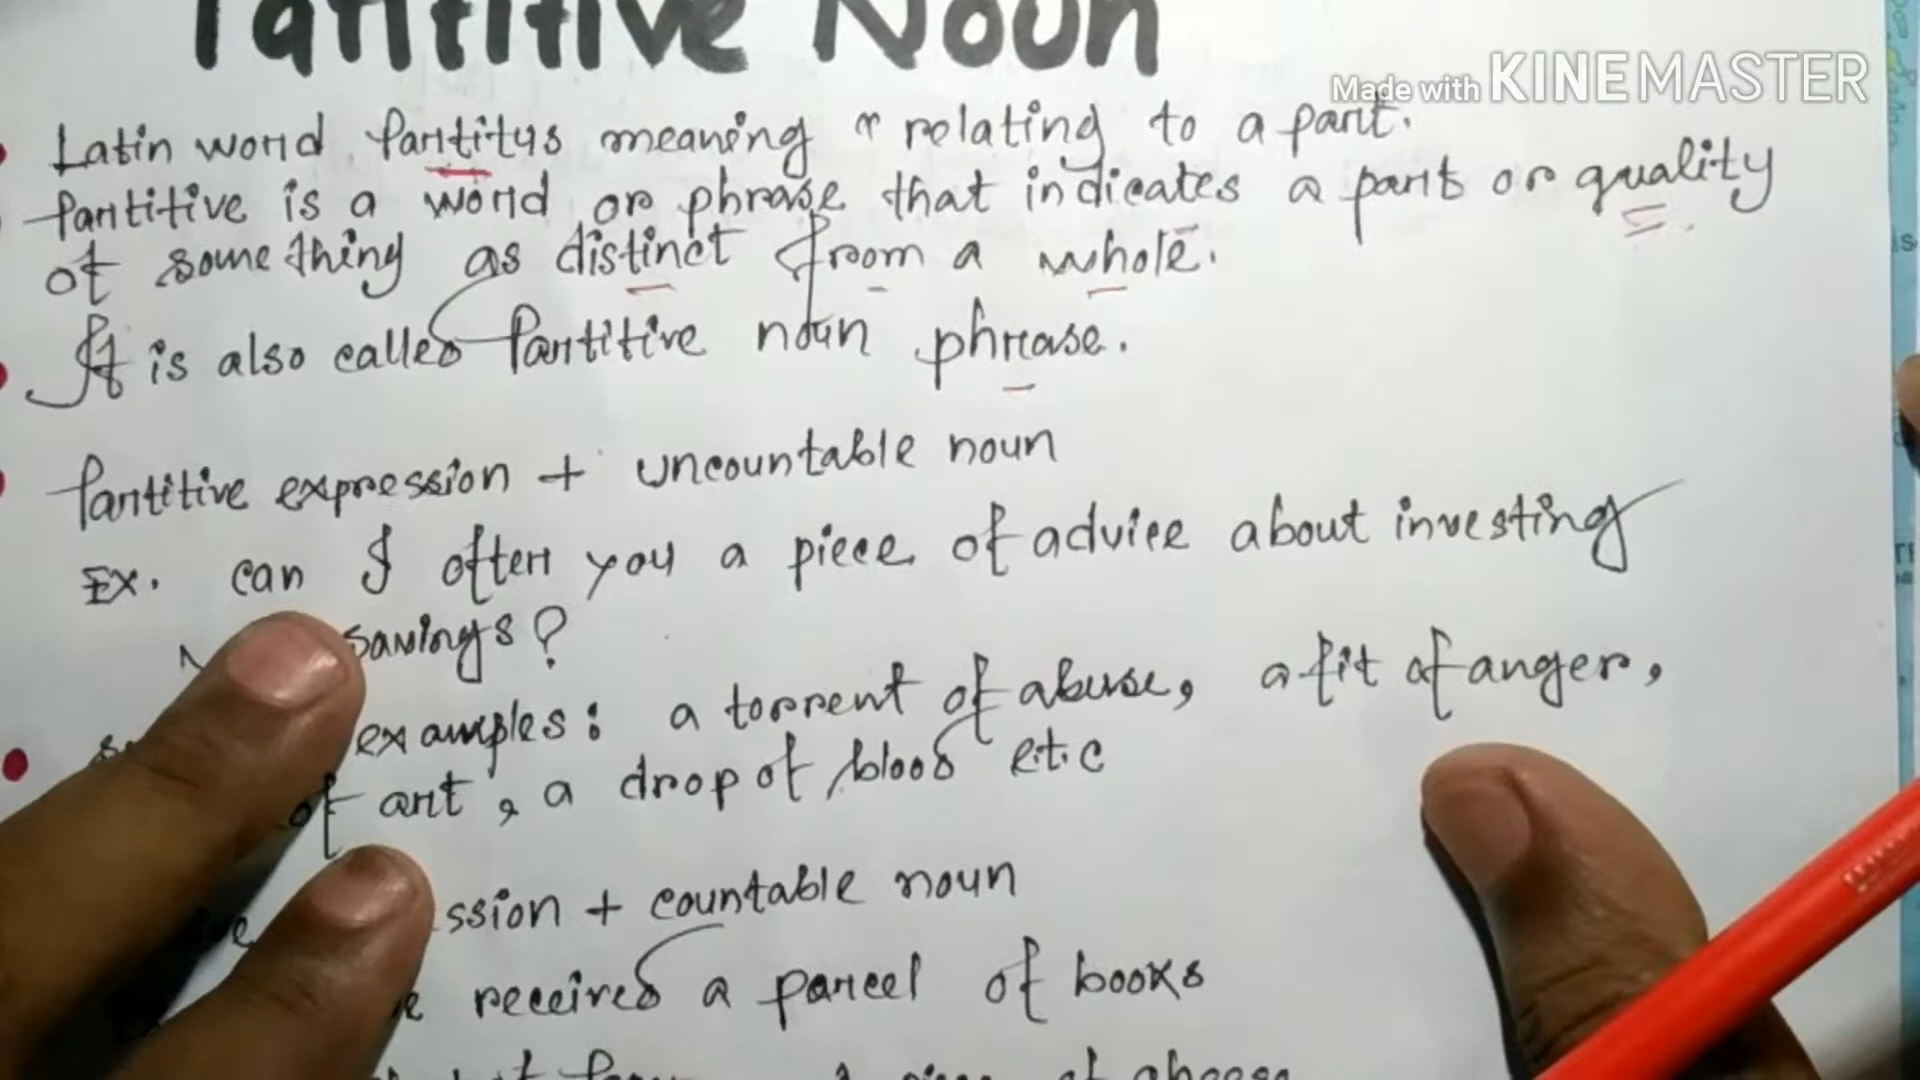 Partitive Noun
Made with KINEMASTER
Latin word Partitus meaning relating to a part.
Partitive is a word or phrase that indicates a part or quality
of something as distinct from a whole.
It is also called Partitive noun phrase.
Partitive expression + uncountable noun
Ex. can I offer you a piece of advice about investing
savings?
examples: a torrent of abuse, a fit of anger,
of art, a drop of blood etc
ssion + countable noun
received a parcel of books